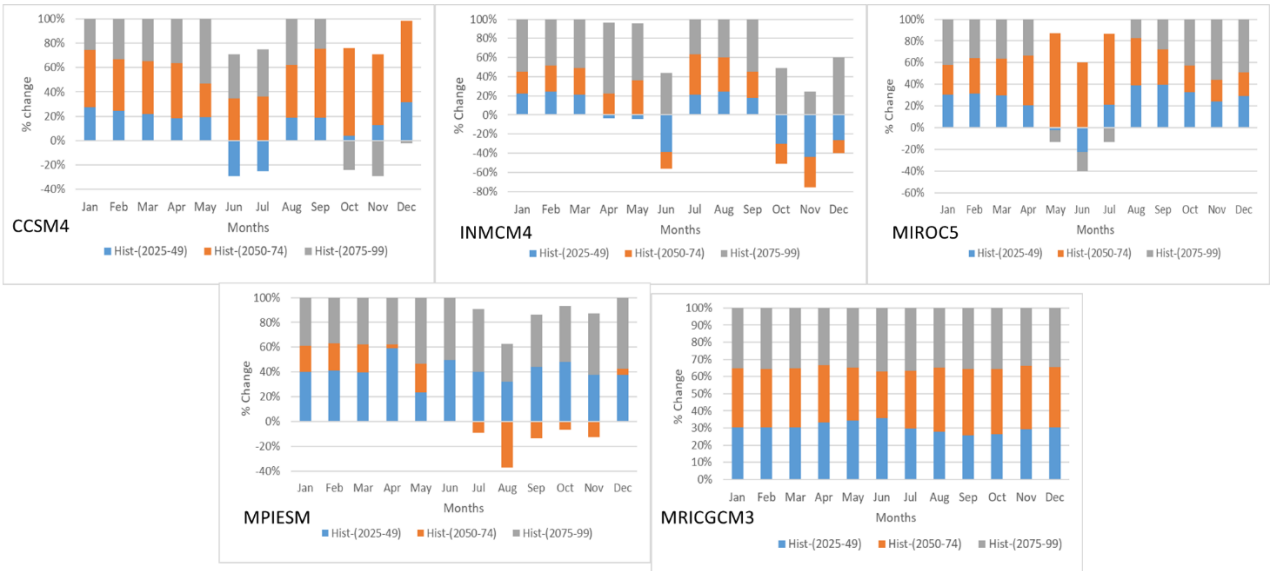 100%
80%
60%
40%
20%
0%
-20%
-40%
% change
Jan Feb Mar Apr May Jun Jul Aug Sep Oct Nov Dec
Months
CCSM4
Hist-(2025-49) Hist-(2050-74) Hist-(2075-99)
100%
80%
60%
40%
20%
0%
-20%
-40%
-60%
-80%
% Change
Jan Feb Mar Apr May Jun Jul Aug Sep Oct Nov Dec
Months
INMCM4
Hist-(2025-49) Hist-(2050-74) Hist-(2075-99)
100%
80%
60%
40%
20%
0%
-20%
-40%
-60%
% Change
Jan Feb Mar Apr May Jun Jul Aug Sep Oct Nov Dec
Months
MIROC5
Hist-(2025-49) Hist-(2050-74) Hist-(2075-99)
100%
80%
60%
40%
20%
0%
-20%
-40%
% Change
Jan Feb Mar Apr May Jun Jul Aug Sep Oct Nov Dec
Months
MPIESM
Hist-(2025-49) Hist-(2050-74) Hist-(2075-99)
100%
90%
80%
70%
60%
50%
40%
30%
20%
10%
0%
% Change
Jan Feb Mar Apr May Jun Jul Aug Sep Oct Nov Dec
Months
MRICGCM3
Hist-(2025-49) Hist-(2050-74) Hist-(2075-99)